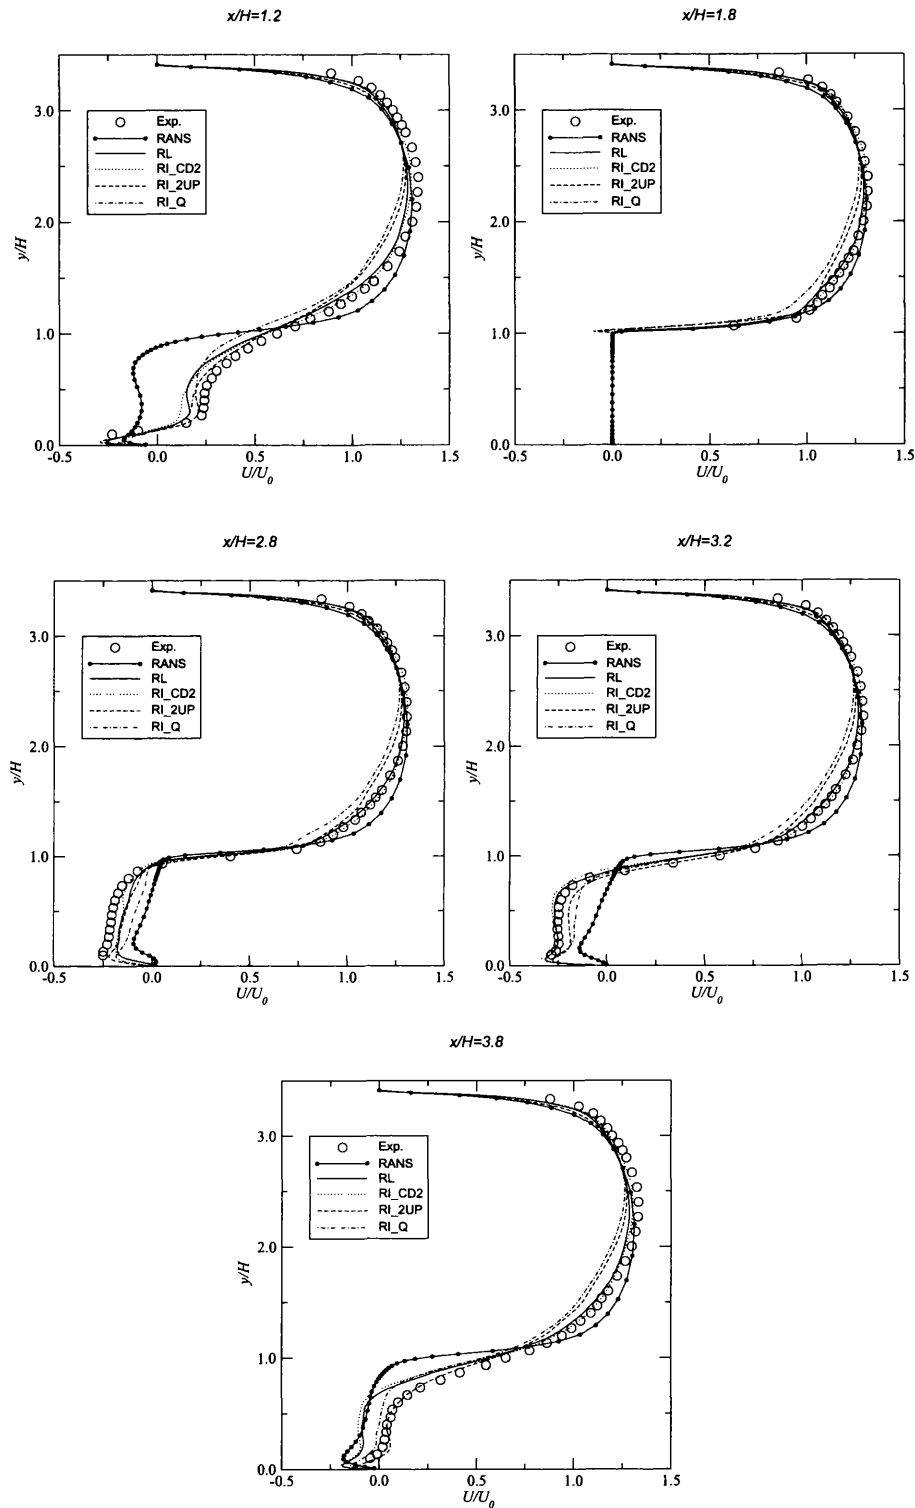 x/H=1.2
3.0
2.0
1.0
0.0
y/H
Exp.
RANS
RL
RI_CD2
RI_2UP
RI_Q
-0.5
0.0
0.5
1.0
1.5
U/U0
x/H=1.8
3.0
2.0
1.0
0.0
y/H
Exp.
RANS
RL
RI_CD2
RI_2UP
RI_Q
-0.5
0.0
0.5
1.0
1.5
U/U0
x/H=2.8
3.0
2.0
1.0
0.0
y/H
Exp.
RANS
RL
RI_CD2
RI_2UP
RI_Q
-0.5
0.0
0.5
1.0
1.5
U/U0
x/H=3.2
3.0
2.0
1.0
0.0
y/H
Exp.
RANS
RL
RI_CD2
RI_2UP
RI_Q
-0.5
0.0
0.5
1.0
1.5
U/U0
x/H=3.8
3.0
2.0
1.0
0.0
y/H
Exp.
RANS
RL
RI_CD2
RI_2UP
RI_Q
-0.5
0.0
0.5
1.0
1.5
U/U0